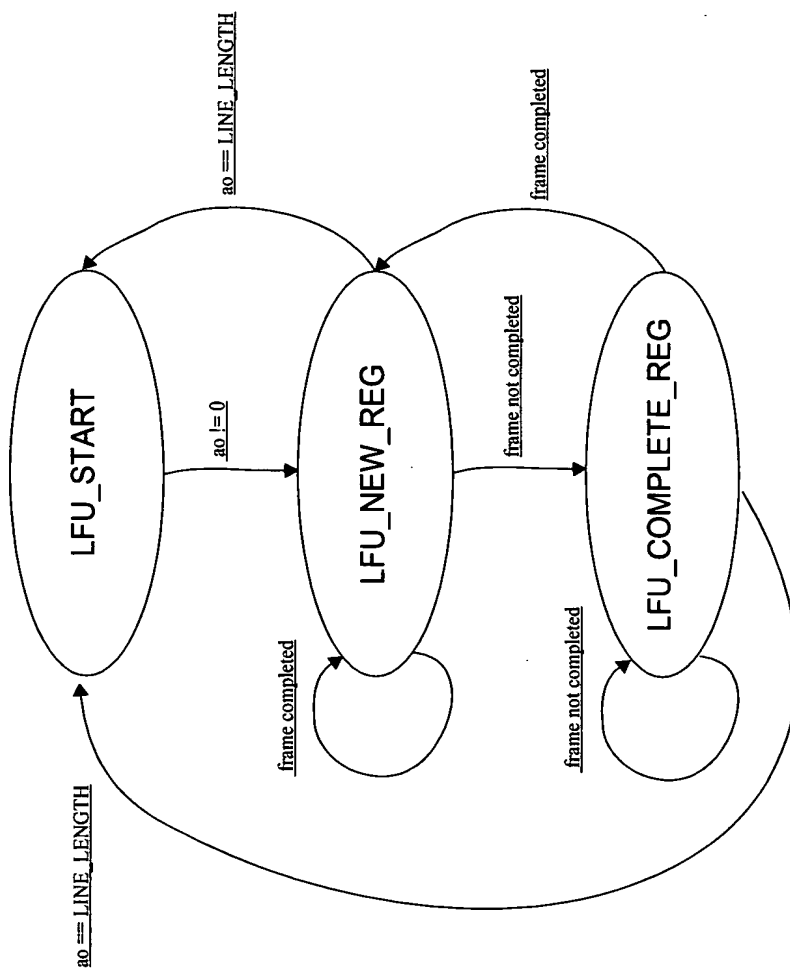 ao == LINE_LENGTH
LFU_START
ao != 0
ao == LINE_LENGTH
frame completed
LFU_NEW_REG
frame not completed
frame completed
frame not completed
LFU_COMPLETE_REG